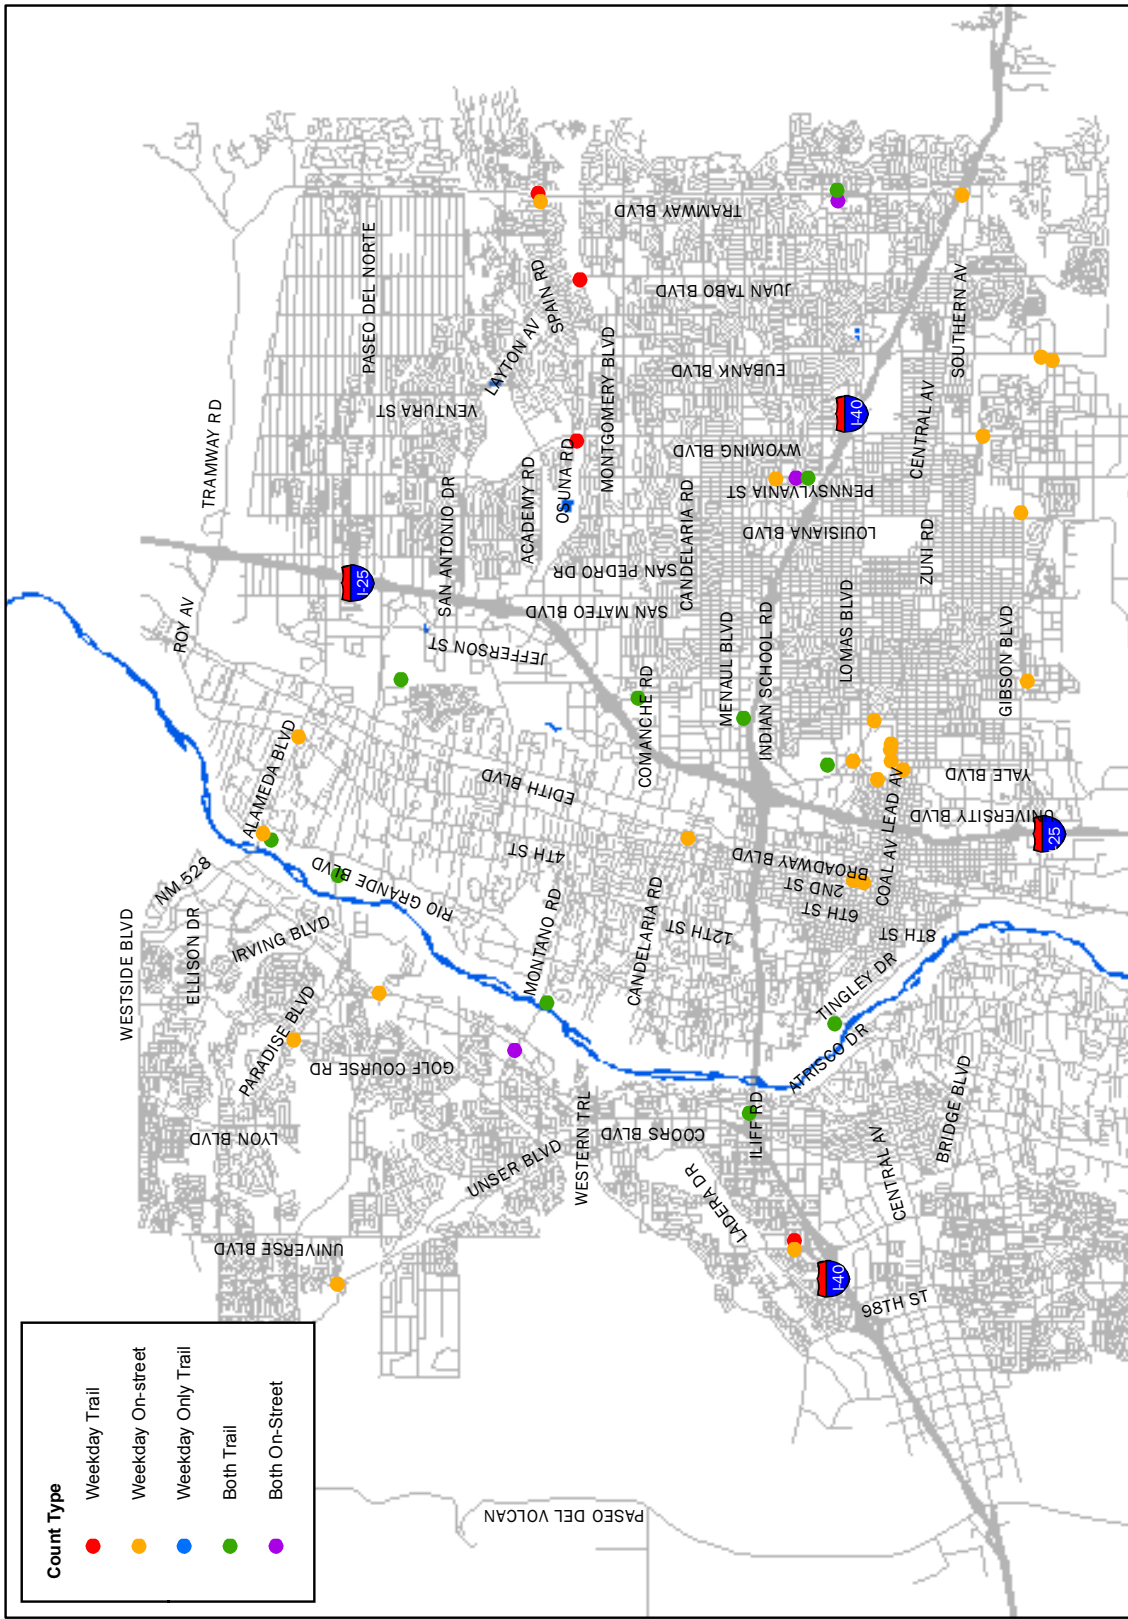 Count Type
Weekday Trail
Weekday On-street
Weekday Only Trail
Both Trail
Both On-Street
TRAMWAY RD
PASEO DEL NORTE
ROY AV
I-25
SAN ANTONIO DR
VENTURA ST
LAYTON AV
SPAIN RD
ACADEMY RD
OSUNA RD
MONTGOMERY BLVD
TRAMWAY BLVD
JUAN TABO BLVD
EUBANK BLVD
WYOMING BLVD
PENNSYLVANIA ST
LOUISIANA BLVD
I-40
CENTRAL AV
SOUTHERN AV
ZUNI RD
CANDELARIA RD
SAN PEDRO DR
SAN MATEO BLVD
JEFFERSON ST
COMANCHE RD
MENAUL BLVD
INDIAN SCHOOL RD
LOMAS BLVD
GIBSON BLVD
YALE BLVD
UNIVERSITY BLVD
I-25
LEAD AV
COAL AV
BROADWAY BLVD
2ND ST
6TH ST
8TH ST
12TH ST
4TH ST
EDITH BLVD
ALAMEDA BLVD
RIO GRANDE BLVD
NM 528
WESTSIDE BLVD
ELLISON DR
IRVING BLVD
PARADISE BLVD
GOLF COURSE RD
LYON BLVD
MONTANO RD
CANDELARIA RD
TINGLEY DR
ATRISCO DR
BRIDGE BLVD
CENTRAL AV
ILIFF RD
COORS BLVD
WESTERN TRL
UNSER BLVD
LADERA DR
UNIVERSE BLVD
I-40
98TH ST
PASEO DEL VOLCAN